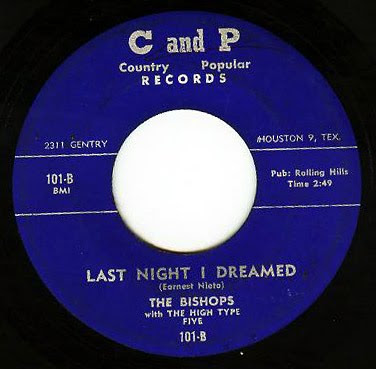 C and P
Country Popular
RECORDS
2311 GENTRY
HOUSTON 9, TEX.
101-B
BMI
Pub: Rolling Hills
Time 2:49
LAST NIGHT I DREAMED
(Earnest Nieto)
THE BISHOPS
with THE HIGH TYPE
FIVE
101-B